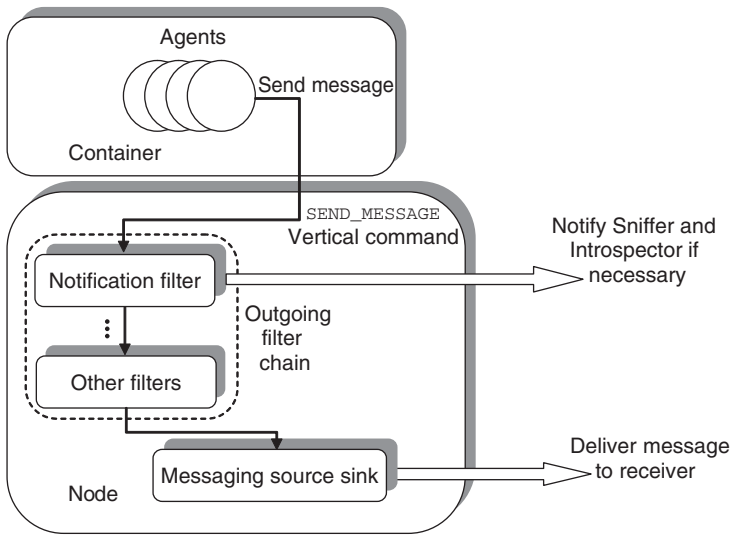 Agents
Send message
Container
SEND_MESSAGE
Vertical command
Notify Sniffer and
Introspector if
necessary
Notification filter
Outgoing
filter
chain
Other filters
Messaging source sink
Deliver message
to receiver
Node